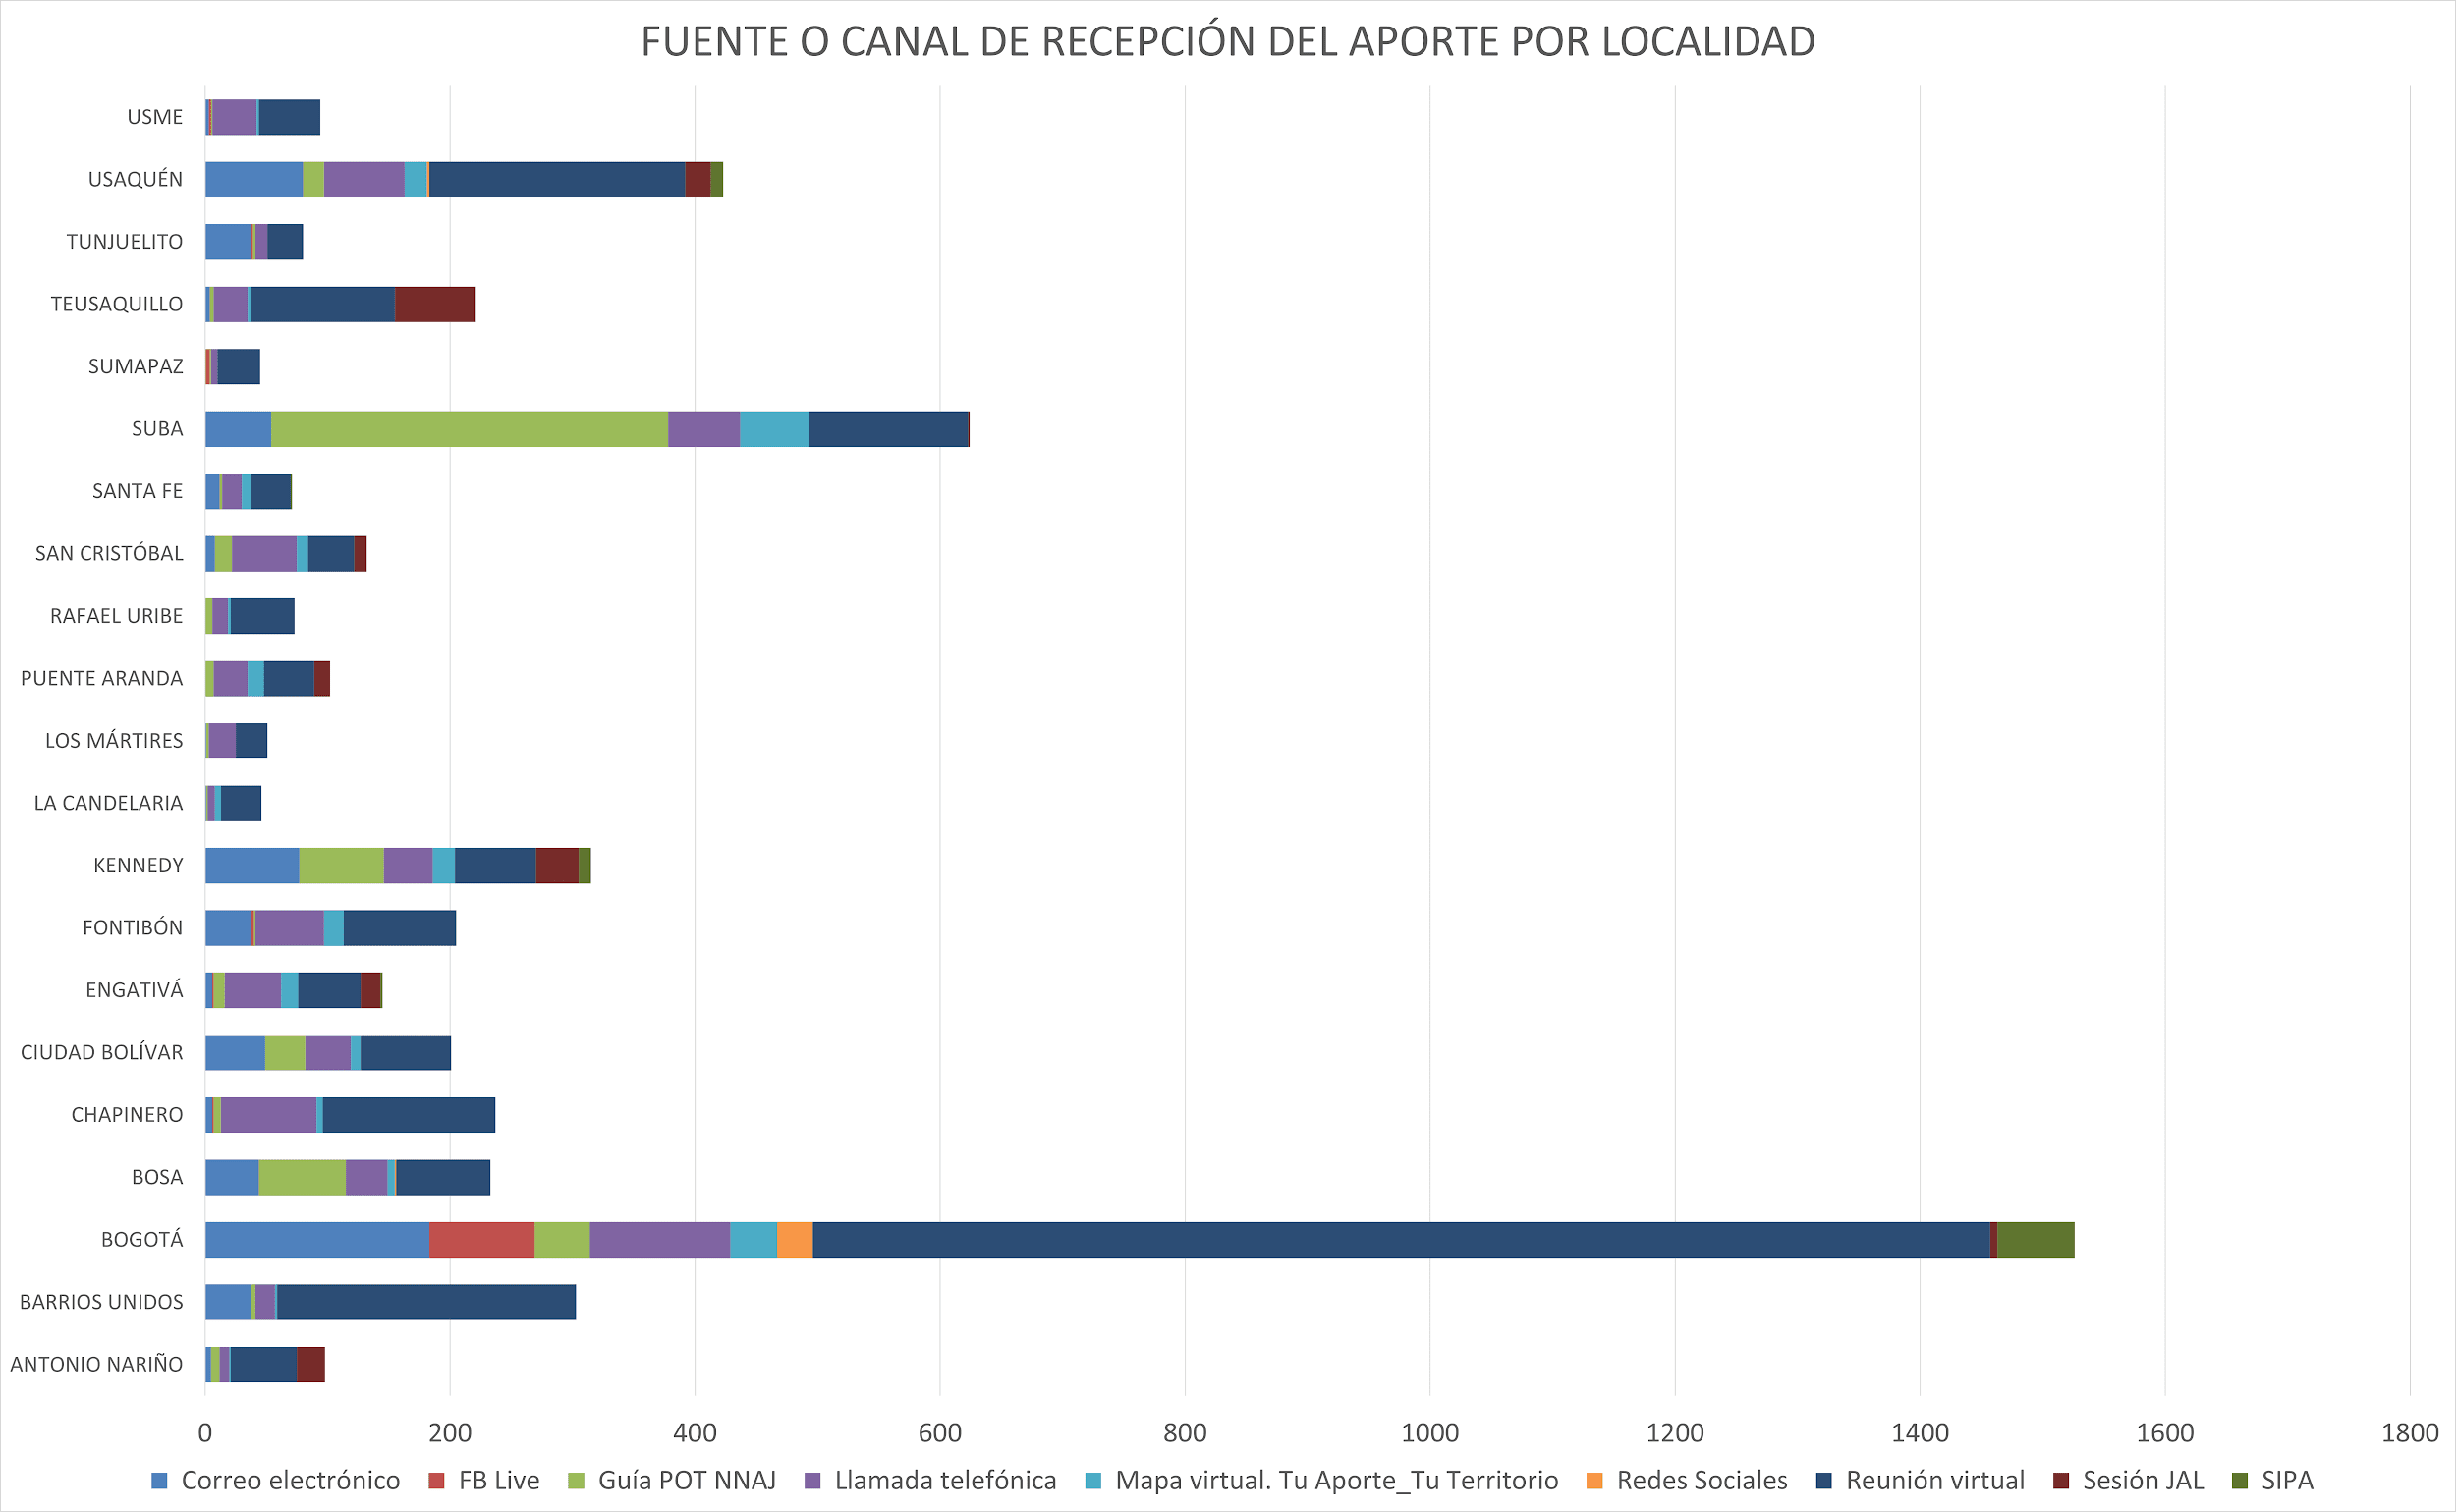 FUENTE O CANAL DE RECEPCIÓN DEL APORTE POR LOCALIDAD
USME
USAQUÉN
TUNJUELITO
TEUSAQUILLO
SUMAPAZ
SUBA
SANTA FE
SAN CRISTÓBAL
RAFAEL URIBE
PUENTE ARANDA
LOS MÁRTIRES
LA CANDELARIA
KENNEDY
FONTIBÓN
ENGATIVÁ
CIUDAD BOLÍVAR
CHAPINERO
BOSA
BOGOTÁ
BARRIOS UNIDOS
ANTONIO NARIÑO
0 200 400 600 800 1000 1200 1400 1600 1800
Correo electrónico FB Live Guía POT NNAJ Llamada telefónica Mapa virtual. Tu Aporte_Tu Territorio Redes Sociales Reunión virtual Sesión JAL SIPA